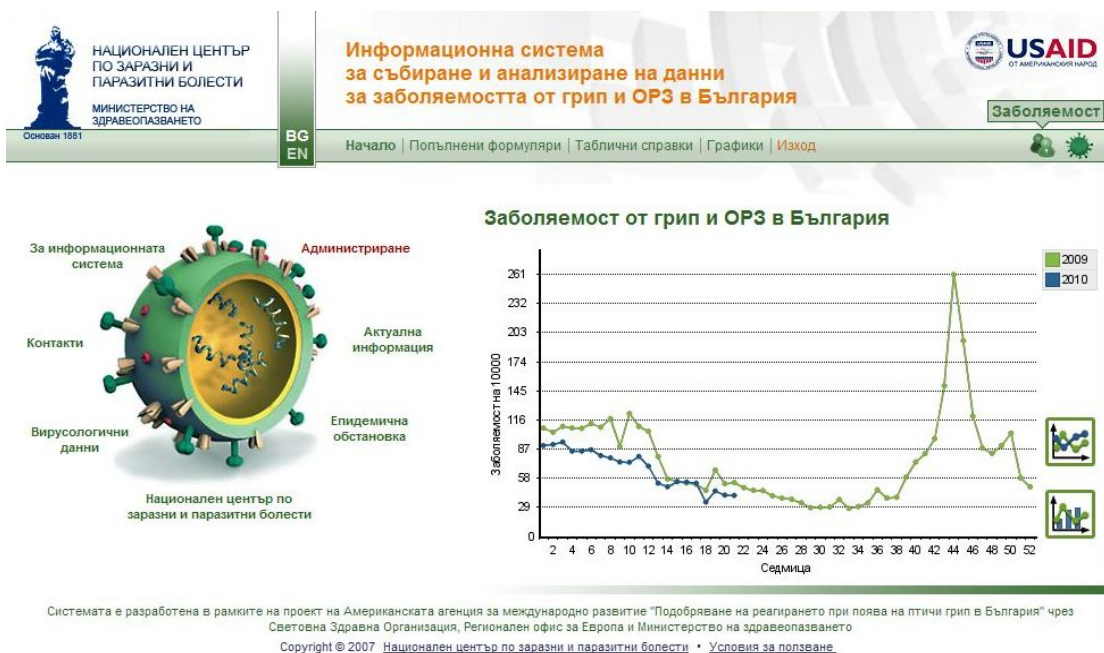 НАЦИОНАЛЕН ЦЕНТЪР
ПО ЗАРАЗНИ И
ПАРАЗИТНИ БОЛЕСТИ
МИНИСТЕРСТВО НА
ЗДРАВЕОПАЗВАНЕТО
Основан 1881
BG
EN
Информационна система
за събиране и анализиране на данни
за заболяемостта от грип и ОРЗ в България
USAID
ОТ АМЕРИКАНСКИЯ НАРОД
Заболяемост
Начало | Попълнени формуляри | Таблични справки | Графики | Изход
За информационната
система
Администриране
Контакти
Актуална
информация
Вирусологични
данни
Епидемична
обстановка
Национален център по
заразни и паразитни болести
Заболяемост от грип и ОРЗ в България
2009
2010
Заболяемост на 10000
261
232
203
174
145
116
87
58
29
0
2 4 6 8 10 12 14 16 18 20 22 24 26 28 30 32 34 36 38 40 42 44 46 48 50 52
Седмица
Системата е разработена в рамките на проект на Американската агенция за международно развитие "Подобряване на реагирането при поява на птичи грип в България" чрез
Световна Здравна Организация, Регионален офис за Европа и Министерство на здравеопазването
Copyright © 2007 Национален център по заразни и паразитни болести • Условия за ползване